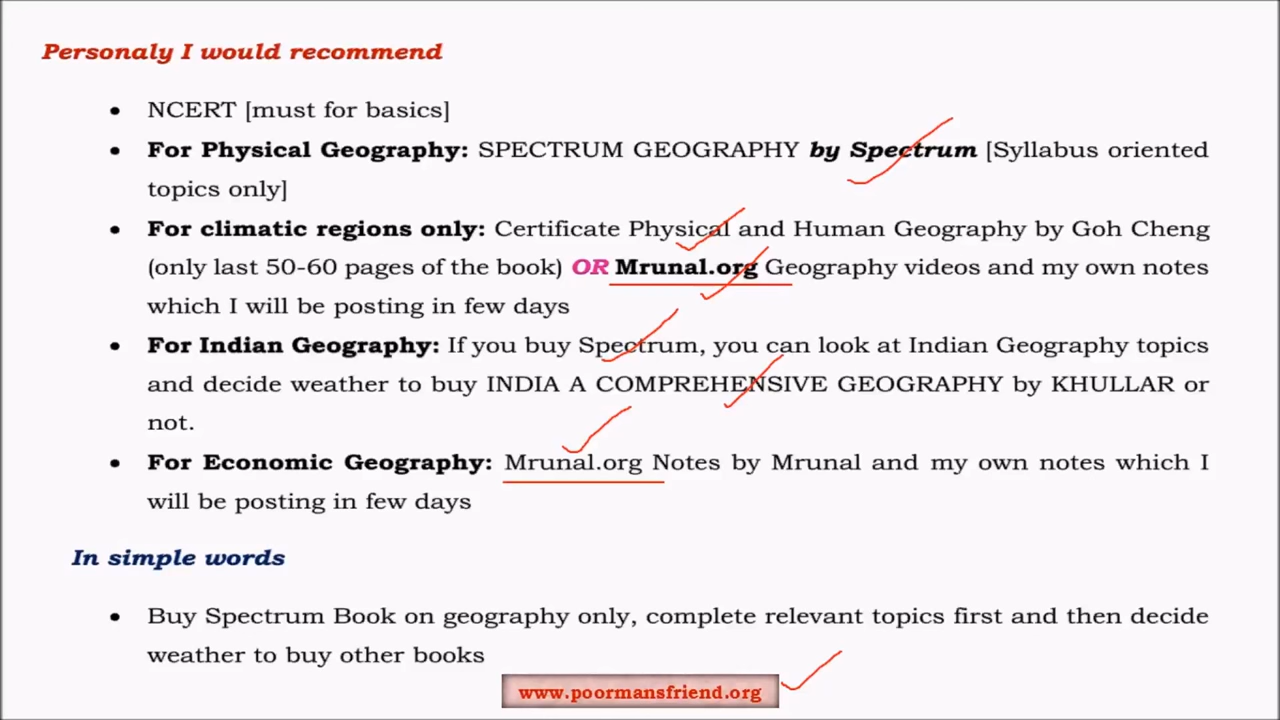 Personaly I would recommend
• NCERT [must for basics]
• For Physical Geography: SPECTRUM GEOGRAPHY by Spectrum [Syllabus oriented
topics only]
• For climatic regions only: Certificate Physical and Human Geography by Goh Cheng
(only last 50-60 pages of the book) OR Mrunal.org Geography videos and my own notes
which I will be posting in few days
• For Indian Geography: If you buy Spectrum, you can look at Indian Geography topics
and decide weather to buy INDIA A COMPREHENSIVE GEOGRAPHY by KHULLAR or
not.
• For Economic Geography: Mrunal.org Notes by Mrunal and my own notes which I
will be posting in few days
In simple words
• Buy Spectrum Book on geography only, complete relevant topics first and then decide
weather to buy other books
www.poormansfriend.org